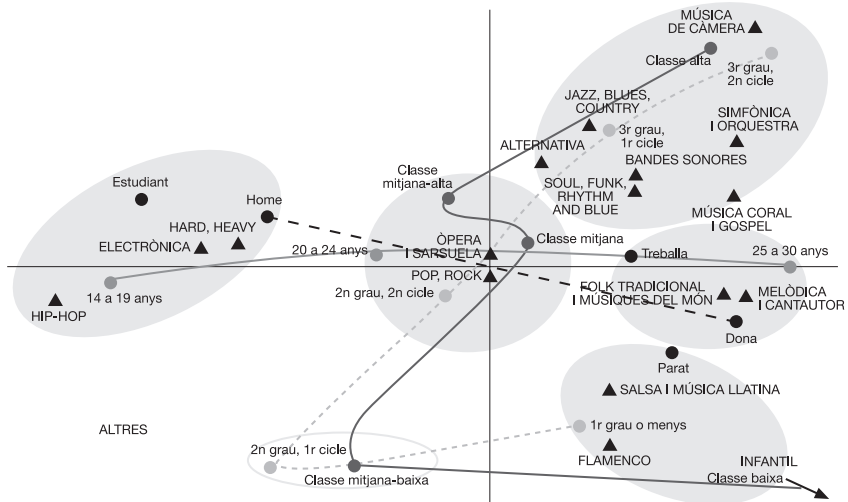 MÚSICA
DE CÀMERA
Classe alta
3r grau,
2n cicle
JAZZ, BLUES,
COUNTRY
3r grau,
1r cicle
SIMFÒNICA
I ORQUESTRA
ALTERNATIVA
BANDES SONORES
Classe
mitjana-alta
SOUL, FUNK,
RHYTHM
AND BLUE
MÚSICA CORAL
I GOSPEL
Estudiant
Home
HARD, HEAVY
ELECTRÒNICA
20 a 24 anys
ÒPERA
I SARSUELA
Classe mitjana
Treballa
25 a 30 anys
POP, ROCK
14 a 19 anys
HIP-HOP
2n grau, 2n cicle
FOLK TRADICIONAL
I MÚSIQUES DEL MÓN
MELÒDICA
I CANTAUTOR
Dona
Parat
SALSA I MÚSICA LLATINA
ALTRES
1r grau o menys
2n grau, 1r cicle
FLAMENCO
INFANTIL
Classe mitjana-baixa
Classe baixa